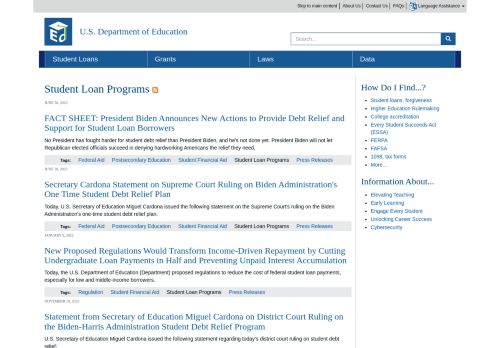 Skip to main content | About Us | Contact Us | FAQs | Language Assistance
U.S. Department of Education
Search...
Student Loans Grants Laws Data
Student Loan Programs
JUNE 30, 2023
FACT SHEET: President Biden Announces New Actions to Provide Debt Relief and
Support for Student Loan Borrowers
No President has fought harder for student debt relief than President Biden, and he's not done yet. President Biden will not let
Republican elected officials succeed in denying hardworking Americans the relief they need.
Tags: Federal Aid Postsecondary Education Student Financial Aid Student Loan Programs Press Releases
JUNE 30, 2023
Secretary Cardona Statement on Supreme Court Ruling on Biden Administration's
One Time Student Debt Relief Plan
Today, U.S. Secretary of Education Miguel Cardona issued the following statement on the Supreme Court's ruling on the Biden
Administration's one-time student debt relief plan:
Tags: Federal Aid Postsecondary Education Student Financial Aid Student Loan Programs Press Releases
JANUARY 9, 2023
New Proposed Regulations Would Transform Income-Driven Repayment by Cutting
Undergraduate Loan Payments in Half and Preventing Unpaid Interest Accumulation
Today, the U.S. Department of Education (Department) proposed regulations to reduce the cost of federal student loan payments,
especially for low and middle-income borrowers.
Tags: Regulation Student Financial Aid Student Loan Programs Press Releases
Statement from Secretary of Education Miguel Cardona on District Court Ruling on
the Biden-Harris Administration Student Debt Relief Program
U.S. Secretary of Education Miguel Cardona issued the following statement regarding today's district court ruling on student debt
relief:
How Do I Find...?
Student loans, forgiveness
Higher Education Rulemaking
College accreditation
Every Student Succeeds Act
(ESSA)
FERPA
FAFSA
1098, tax forms
More....
Information About...
Elevating Teaching
Early Learning
Engage Every Student
Unlocking Career Success
Cybersecurity